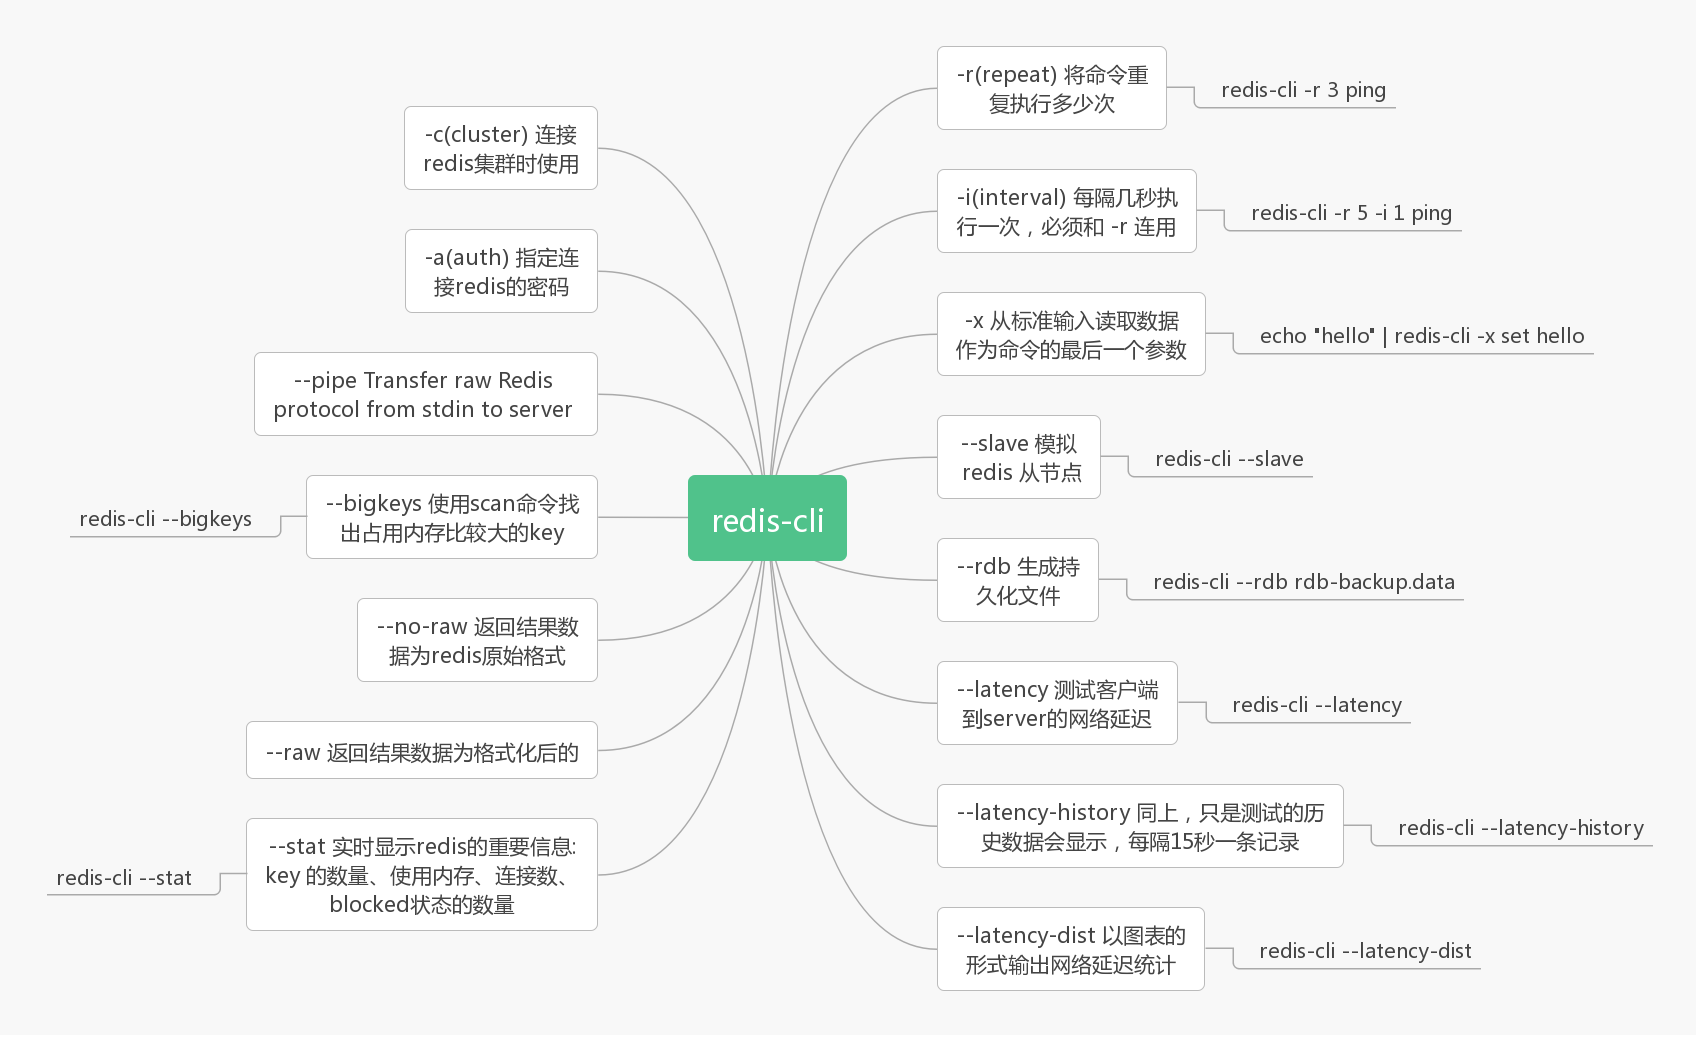 redis-cli
-r(repeat) 将命令重
复执行多少次
redis-cli -r 3 ping
-i(interval) 每隔几秒执
行一次，必须和 -r 连用
redis-cli -r 5 -i 1 ping
-x 从标准输入读取数据
作为命令的最后一个参数
echo "hello" | redis-cli -x set hello
--slave 模拟
redis 从节点
redis-cli --slave
--rdb 生成持
久化文件
redis-cli --rdb rdb-backup.data
--latency 测试客户端
到server的网络延迟
redis-cli --latency
--latency-history 同上，只是测试的历
史数据会显示，每隔15秒一条记录
redis-cli --latency-history
--latency-dist 以图表的
形式输出网络延迟统计
redis-cli --latency-dist
-c(cluster) 连接
redis集群时使用
-a(auth) 指定连
接redis的密码
--pipe Transfer raw Redis
protocol from stdin to server
--bigkeys 使用scan命令找
出占用内存比较大的key
redis-cli --bigkeys
--no-raw 返回结果数
据为redis原始格式
--raw 返回结果数据为格式化后的
--stat 实时显示redis的重要信息:
key 的数量、使用内存、连接数、
blocked状态的数量
redis-cli --stat